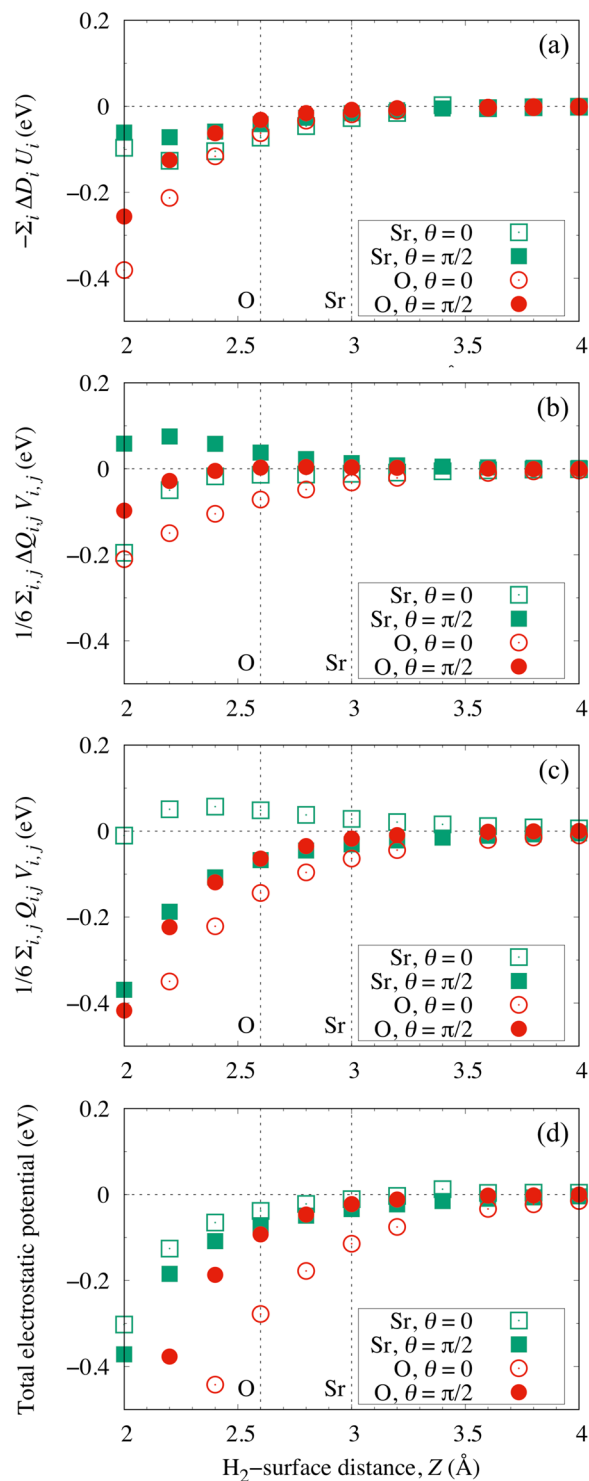 (a)
0.2
0
−0.2
−0.4
−Σi ΔDi Ui (eV)
Sr, θ = 0
Sr, θ = π/2
O, θ = 0
O, θ = π/2
O
Sr
2 2.5 3 3.5 4
(b)
0.2
0
−0.2
−0.4
1/6 Σi,j ΔQi,j Vi,j (eV)
Sr, θ = 0
Sr, θ = π/2
O, θ = 0
O, θ = π/2
O
Sr
2 2.5 3 3.5 4
(c)
0.2
0
−0.2
−0.4
1/6 Σi,j Qi,j Vi,j (eV)
Sr, θ = 0
Sr, θ = π/2
O, θ = 0
O, θ = π/2
O
Sr
2 2.5 3 3.5 4
(d)
0.2
0
−0.2
−0.4
Total electrostatic potential (eV)
Sr, θ = 0
Sr, θ = π/2
O, θ = 0
O, θ = π/2
O
Sr
2 2.5 3 3.5 4
H2−surface distance, Z (Å)